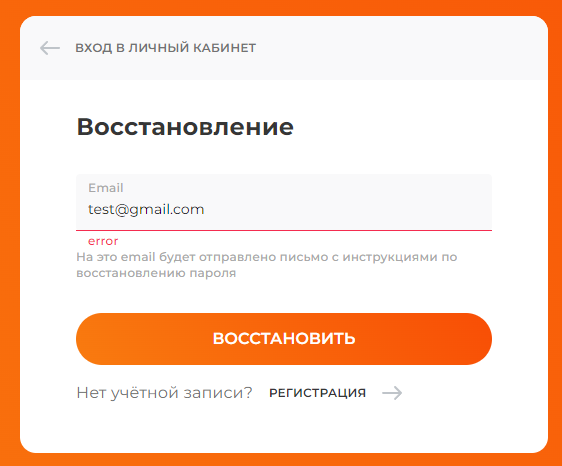 ВХОД В ЛИЧНЫЙ КАБИНЕТ
Восстановление
Email
test@gmail.com
error
На это email будет отправлено письмо с инструкциями по
восстановлению пароля
ВОССТАНОВИТЬ
Нет учётной записи? РЕГИСТРАЦИЯ